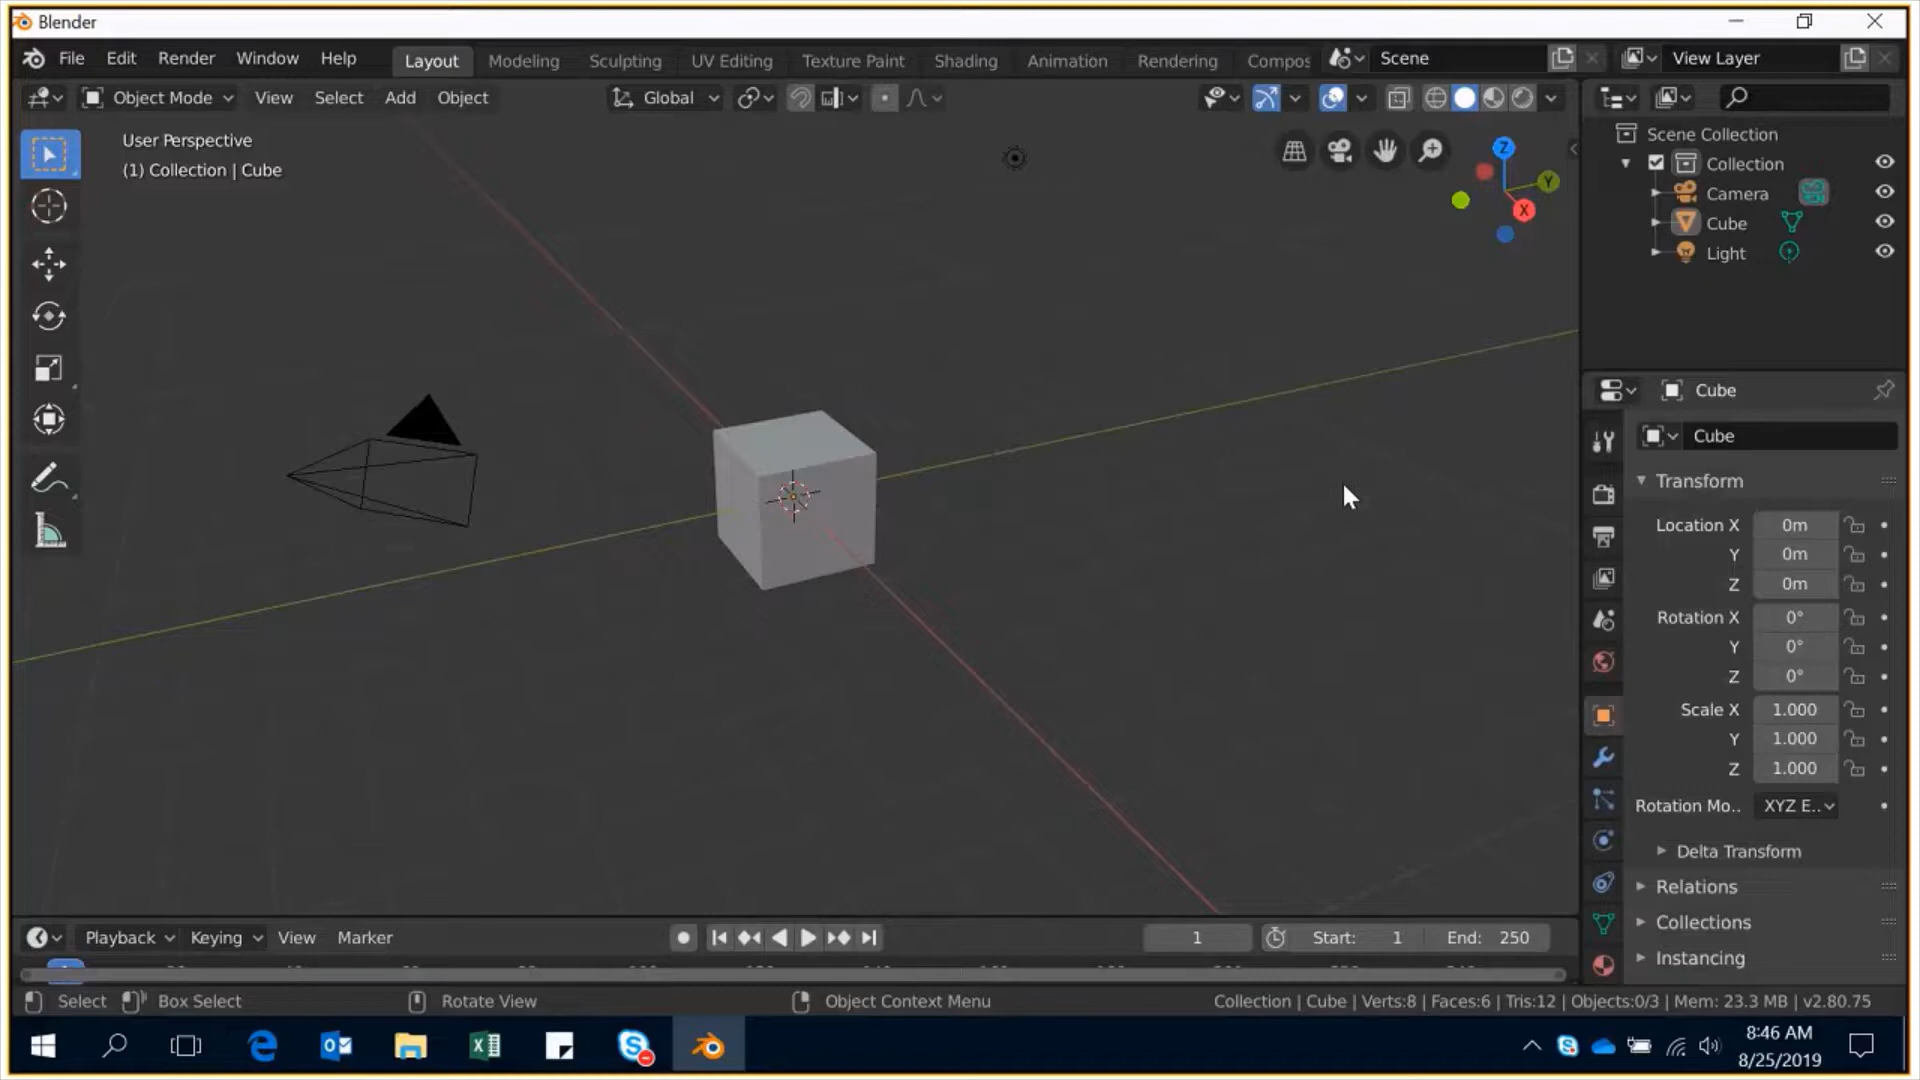 Blender
File Edit Render Window Help Layout Modeling Sculpting UV Editing Texture Paint Shading Animation Rendering Compos Scene View Layer
Object Mode View Select Add Object Global
User Perspective
(1) Collection | Cube
Z
Y
X
Scene Collection
Collection
Camera
Cube
Light
Cube
Cube
Transform
Location X 0m
Y 0m
Z 0m
Rotation X 0°
Y 0°
Z 0°
Scale X 1.000
Y 1.000
Z 1.000
Rotation Mo.. XYZ E..
Delta Transform
Relations
Collections
Instancing
Playback Keying View Marker 1 Start: 1 End: 250
Select Box Select Rotate View Object Context Menu Collection | Cube | Verts:8 | Faces:6 | Tris:12 | Objects:0/3 | Mem: 23.3 MB | v2.80.75
8:46 AM
8/25/2019